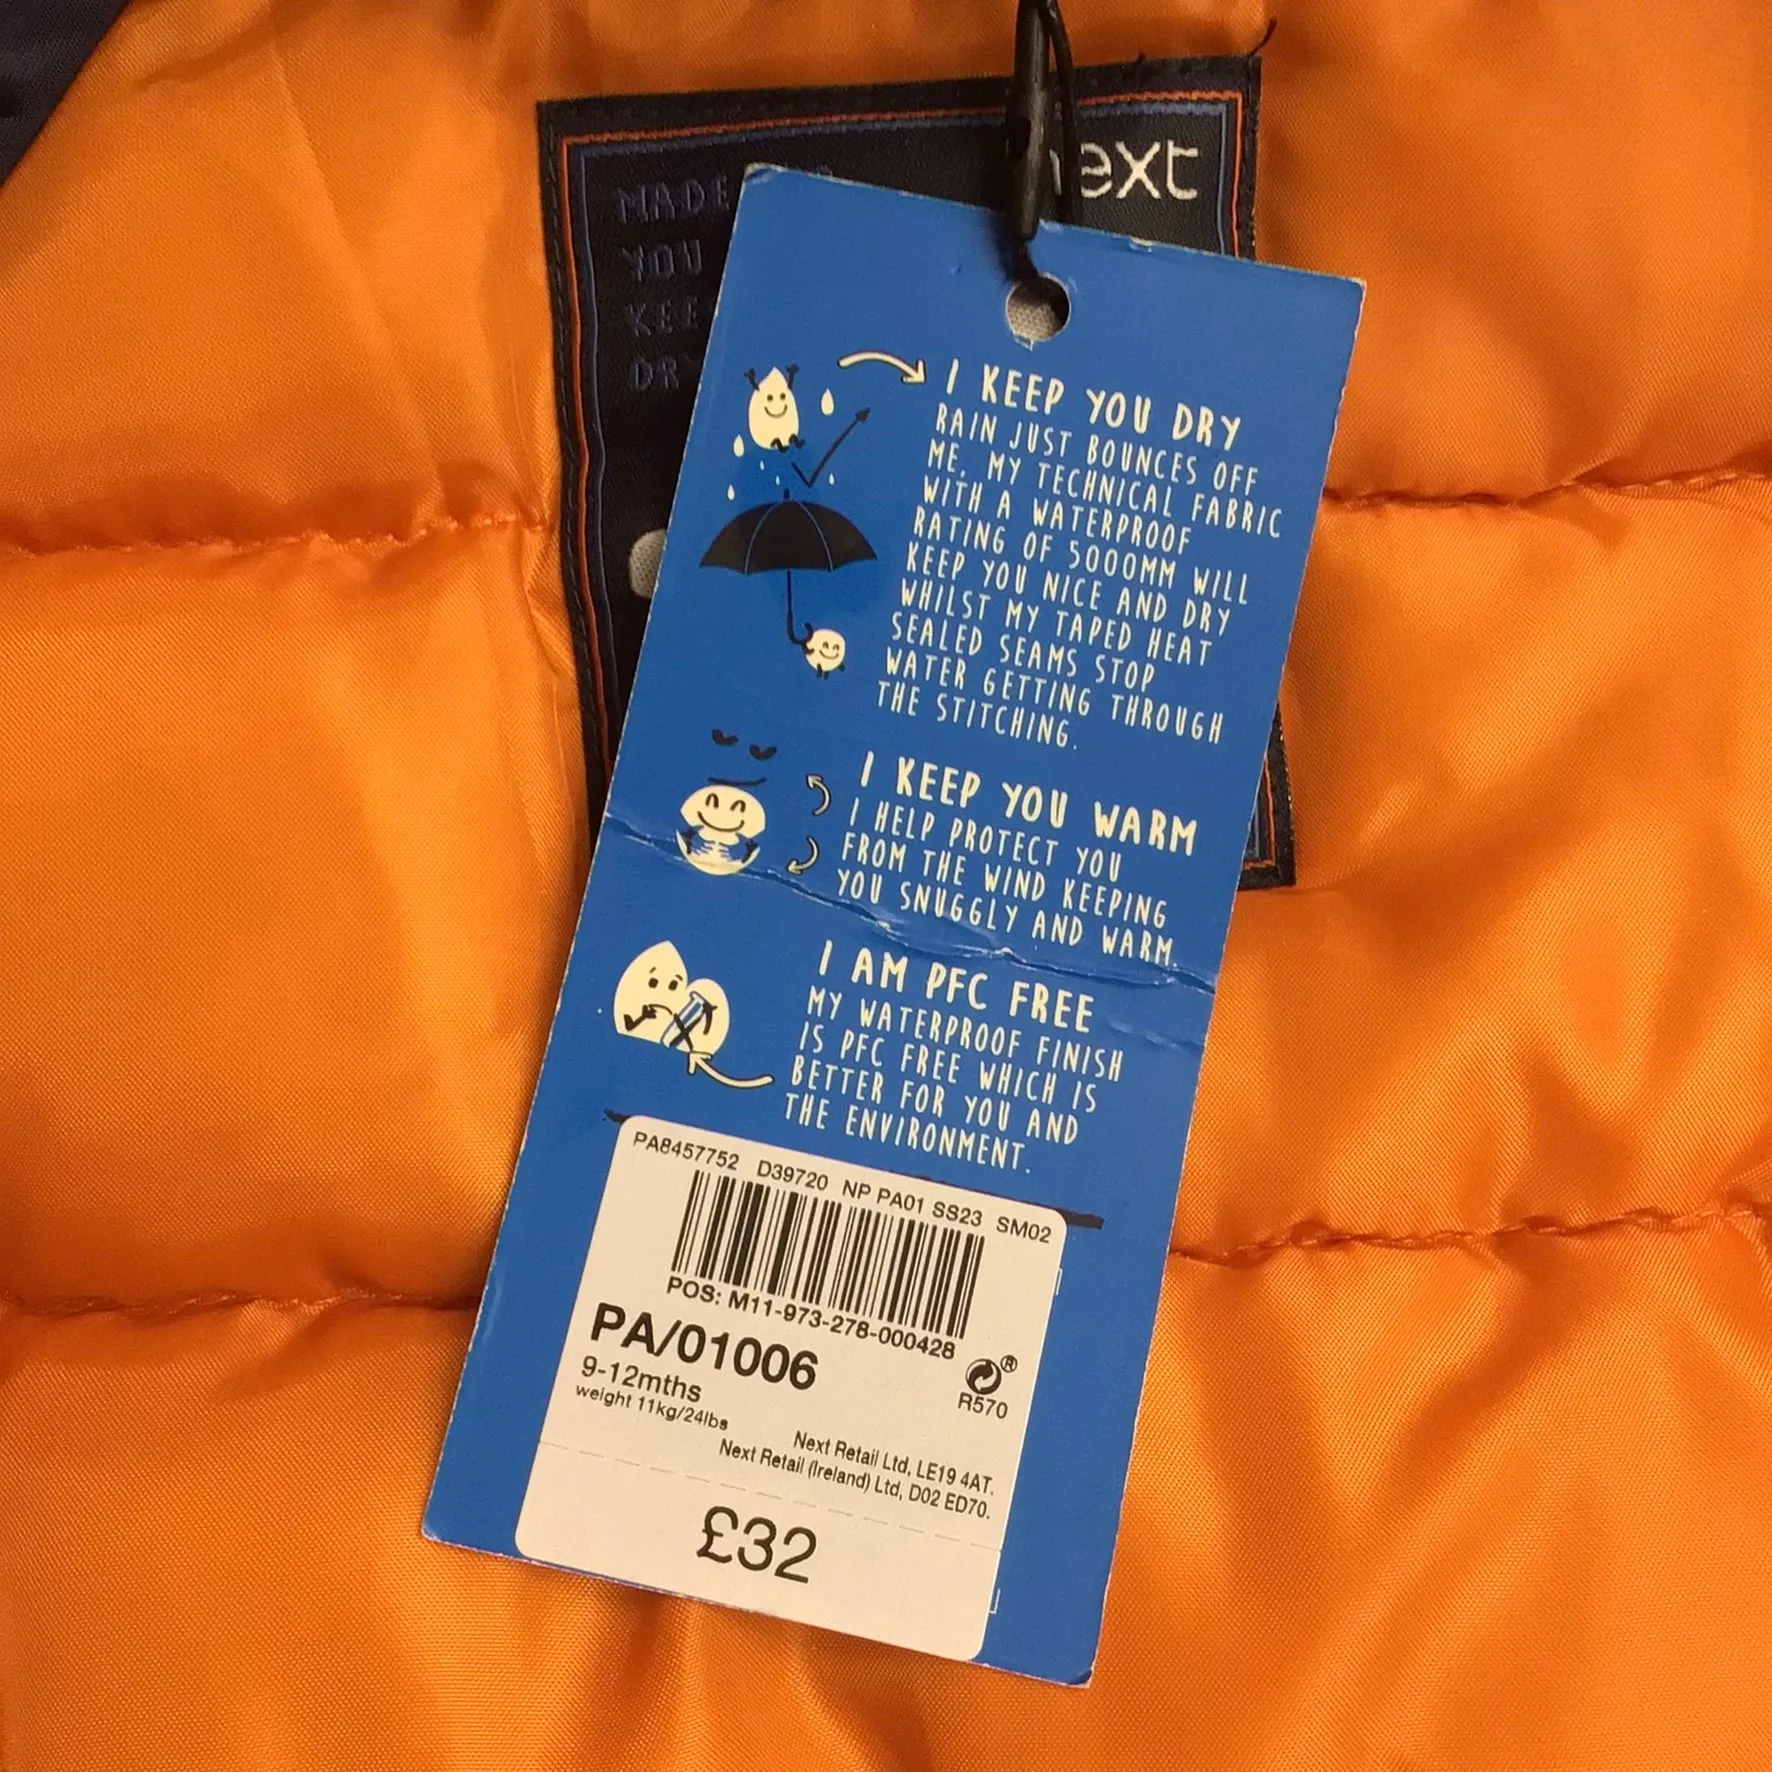 next
MADE
YOU
I KEEP YOU DRY
RAIN JUST BOUNCES OFF
ME. MY TECHNICAL FABRIC
WITH A WATERPROOF
RATING OF 5000MM WILL
KEEP YOU NICE AND DRY
WHILST MY TAPED HEAT
SEALED SEAMS STOP
WATER GETTING THROUGH
THE STITCHING.
I KEEP YOU WARM
I HELP PROTECT YOU
FROM THE WIND KEEPING
YOU SNUGGLY AND WARM.
I AM PFC FREE
MY WATERPROOF FINISH
IS PFC FREE WHICH IS
BETTER FOR YOU AND
THE ENVIRONMENT.
PA8457752 D39720 NP PA01 SS23 SM02
POS: M11-973-278-000428
PA/01006
9-12mths
weight 11kg/24lbs
®
R570
Next Retail Ltd, LE19 4AT.
Next Retail (Ireland) Ltd, D02 ED70.
£32